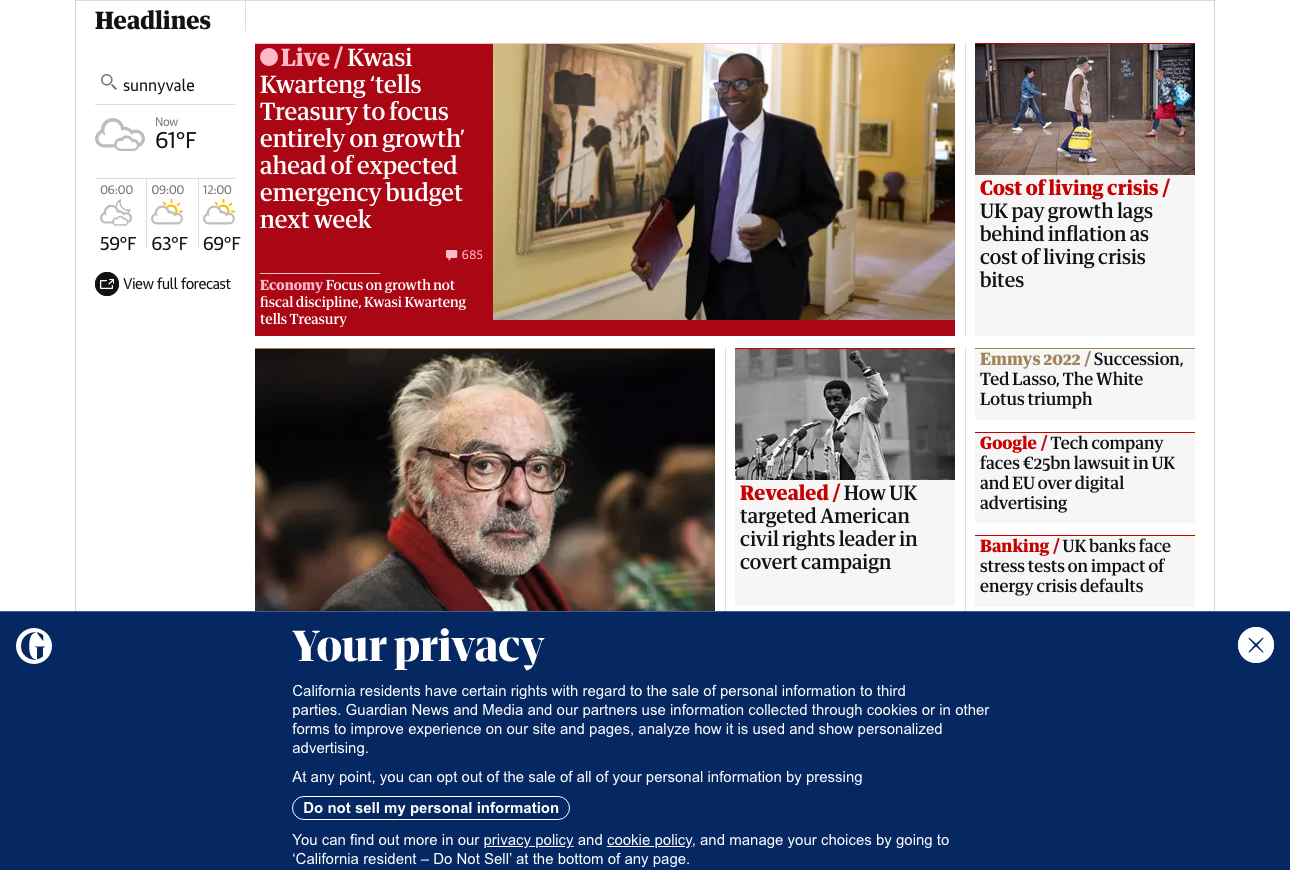 Headlines
sunnyvale
Now
61°F
06:00
59°F
09:00
63°F
12:00
69°F
View full forecast
Live / Kwasi
Kwarteng ‘tells
Treasury to focus
entirely on growth’
ahead of expected
emergency budget
next week
685
Economy Focus on growth not
fiscal discipline, Kwasi Kwarteng
tells Treasury
Cost of living crisis /
UK pay growth lags
behind inflation as
cost of living crisis
bites
Revealed / How UK
targeted American
civil rights leader in
covert campaign
Emmys 2022 / Succession,
Ted Lasso, The White
Lotus triumph
Google / Tech company
faces €25bn lawsuit in UK
and EU over digital
advertising
Banking / UK banks face
stress tests on impact of
energy crisis defaults
G
Your privacy
California residents have certain rights with regard to the sale of personal information to third
parties. Guardian News and Media and our partners use information collected through cookies or in other
forms to improve experience on our site and pages, analyze how it is used and show personalized
advertising.
At any point, you can opt out of the sale of all of your personal information by pressing
Do not sell my personal information
You can find out more in our privacy policy and cookie policy, and manage your choices by going to
‘California resident – Do Not Sell’ at the bottom of any page.